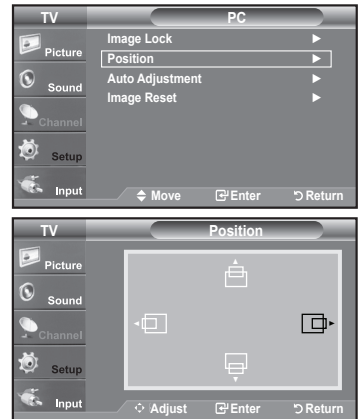 TV PC
Picture
Sound
Channel
Setup
Input
Image Lock
Position
Auto Adjustment
Image Reset
Move Enter Return
TV Position
Picture
Sound
Channel
Setup
Input
Adjust Enter Return